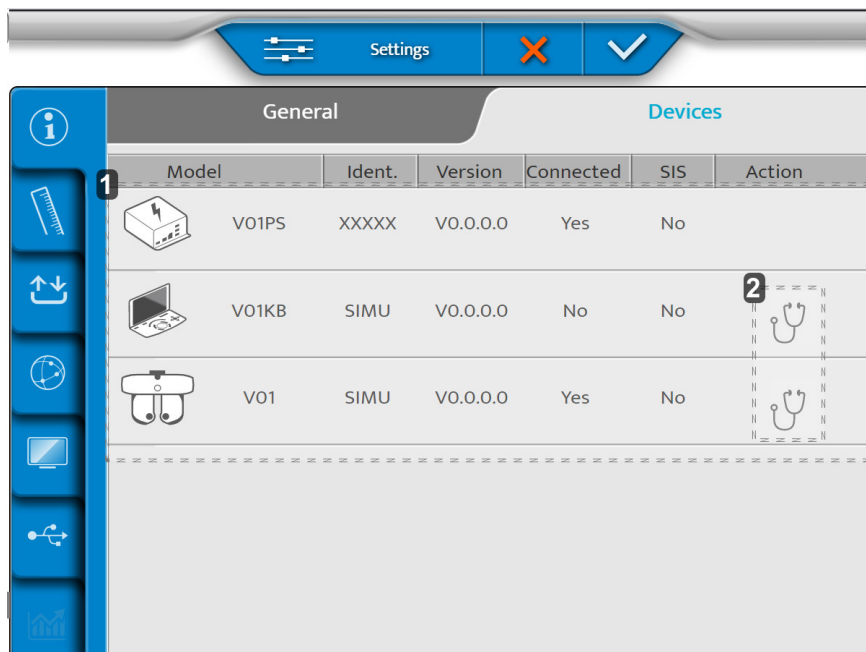 Settings
General Devices
1
Model Ident. Version Connected SIS Action
V01PS XXXXX V0.0.0.0 Yes No
2
V01KB SIMU V0.0.0.0 No No
V01 SIMU V0.0.0.0 Yes No